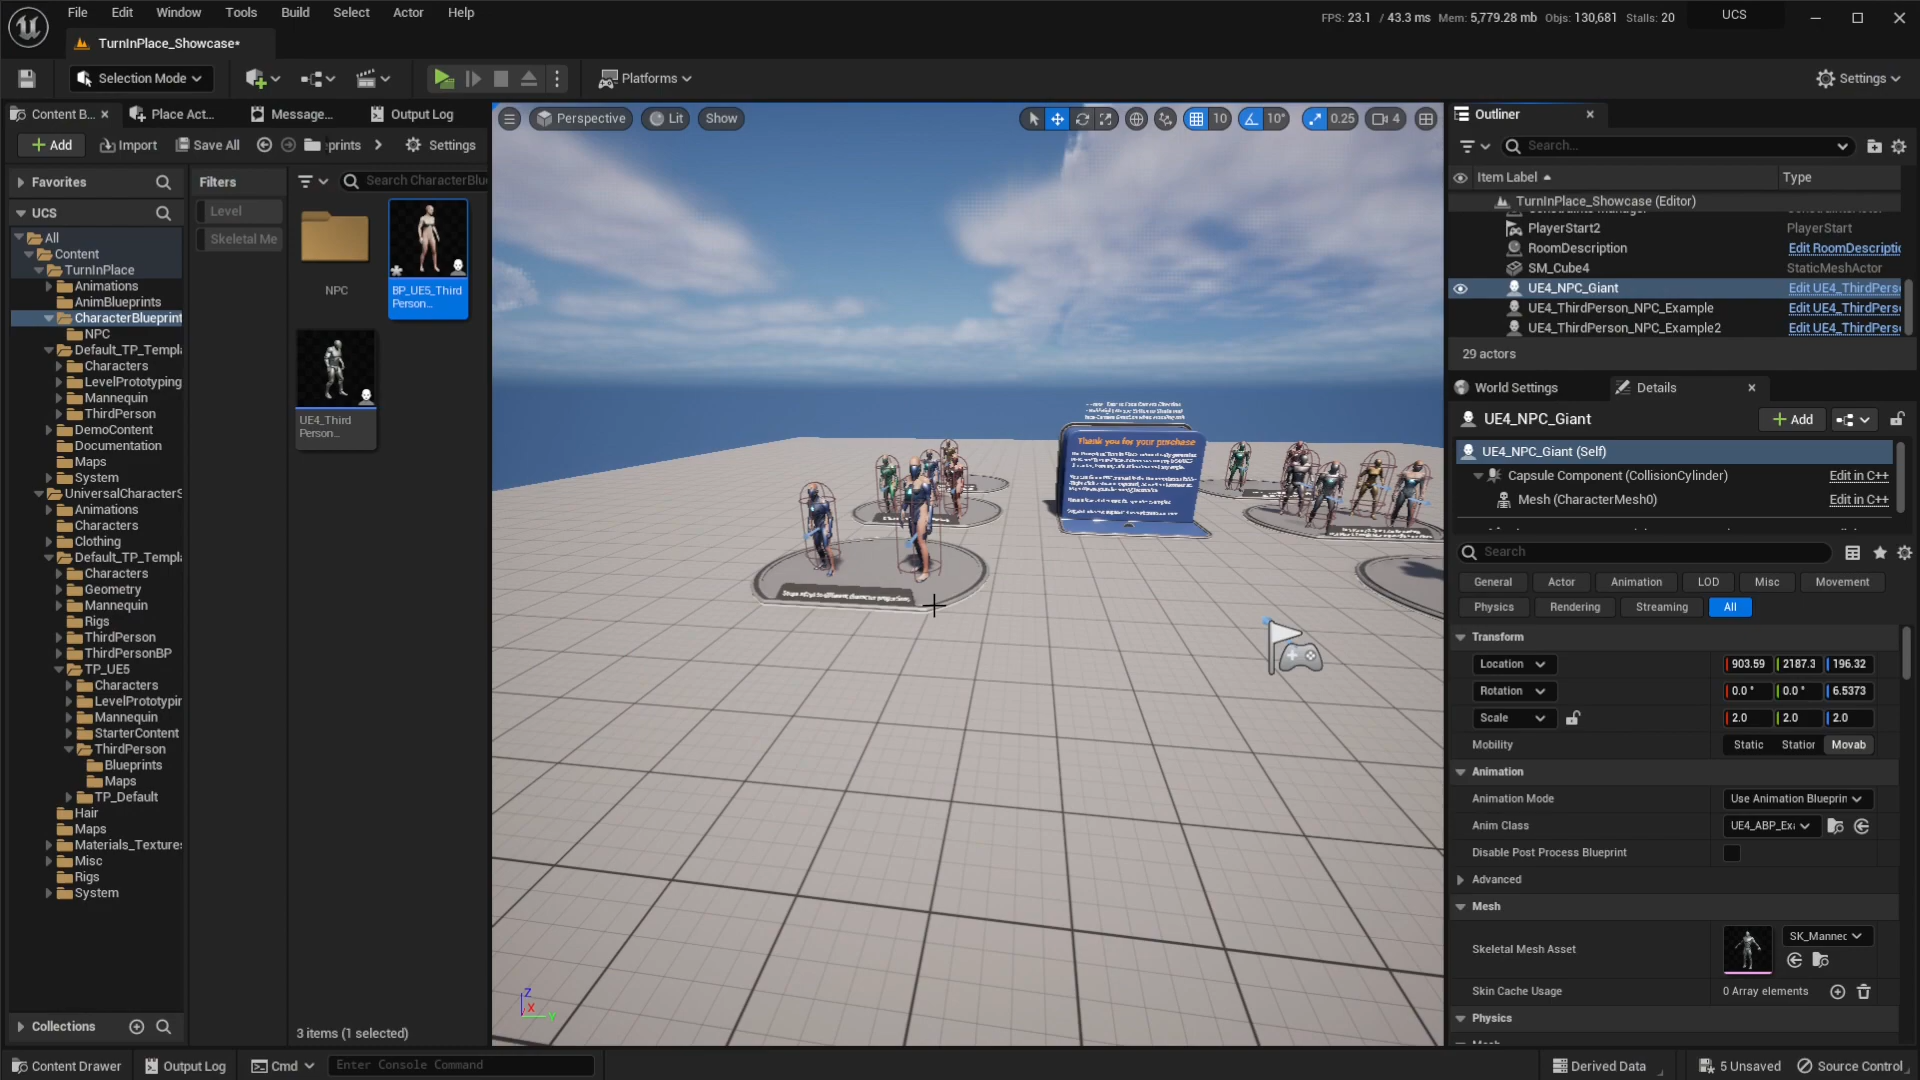 File Edit Window Tools Build Select Actor Help
FPS: 23.1 / 43.3 ms Mem: 5,779.28 mb Objs: 130,681 Stalls: 20
UCS
TurnInPlace_Showcase*
Selection Mode
Platforms
Settings
Content B...
Place Act...
Message...
Output Log
Add
Import
Save All
prints
Settings
Favorites
UCS
All
Content
TurnInPlace
Animations
AnimBlueprints
CharacterBlueprint
NPC
Default_TP_Templa
Characters
LevelPrototyping
Mannequin
ThirdPerson
DemoContent
Documentation
Maps
System
UniversalCharacterS
Animations
Characters
Clothing
Default_TP_Templa
Characters
Geometry
Mannequin
Rigs
ThirdPerson
ThirdPersonBP
TP_UE5
Characters
LevelPrototypin
Mannequin
StarterContent
ThirdPerson
Blueprints
Maps
TP_Default
Hair
Maps
Materials_Textures
Misc
Rigs
System
Collections
Filters
Level
Skeletal Me
Search CharacterBlu
NPC
BP_UE5_Third
Person...
UE4_Third
Person...
3 items (1 selected)
Perspective
Lit
Show
10
10°
0.25
4
Thank you for your purchase
Z
X
Y
Outliner
Search...
Item Label
Type
TurnInPlace_Showcase (Editor)
PlayerStart2
PlayerStart
RoomDescription
Edit RoomDescriptio
SM_Cube4
StaticMeshActor
UE4_NPC_Giant
Edit UE4_ThirdPerso
UE4_ThirdPerson_NPC_Example
Edit UE4_ThirdPerso
UE4_ThirdPerson_NPC_Example2
Edit UE4_ThirdPerso
29 actors
World Settings
Details
UE4_NPC_Giant
Add
UE4_NPC_Giant (Self)
Capsule Component (CollisionCylinder)
Edit in C++
Mesh (CharacterMesh0)
Edit in C++
Search
General
Actor
Animation
LOD
Misc
Movement
Physics
Rendering
Streaming
All
Transform
Location
903.59
2187.3
196.32
Rotation
0.0 °
0.0 °
6.5373
Scale
2.0
2.0
2.0
Mobility
Static
Station
Movab
Animation
Animation Mode
Use Animation Blueprin
Anim Class
UE4_ABP_Exa
Disable Post Process Blueprint
Advanced
Mesh
Skeletal Mesh Asset
SK_Mannec
Skin Cache Usage
0 Array elements
Physics
Content Drawer
Output Log
Cmd
Enter Console Command
Derived Data
5 Unsaved
Source Control